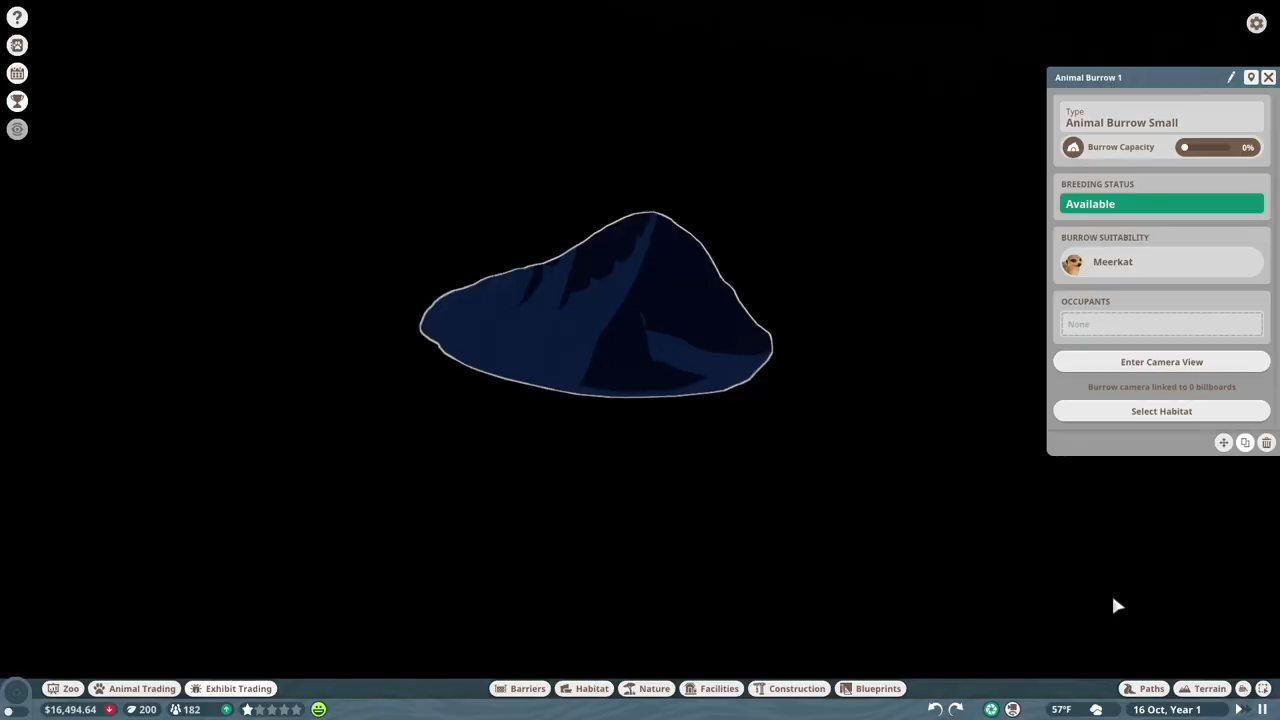 Animal Burrow 1
Type
Animal Burrow Small
Burrow Capacity 0%
BREEDING STATUS
Available
BURROW SUITABILITY
Meerkat
OCCUPANTS
None
Enter Camera View
Burrow camera linked to 0 billboards
Select Habitat
Zoo Animal Trading Exhibit Trading Barriers Habitat Nature Facilities Construction Blueprints Paths Terrain
$16,494.64 200 182 57°F 16 Oct, Year 1